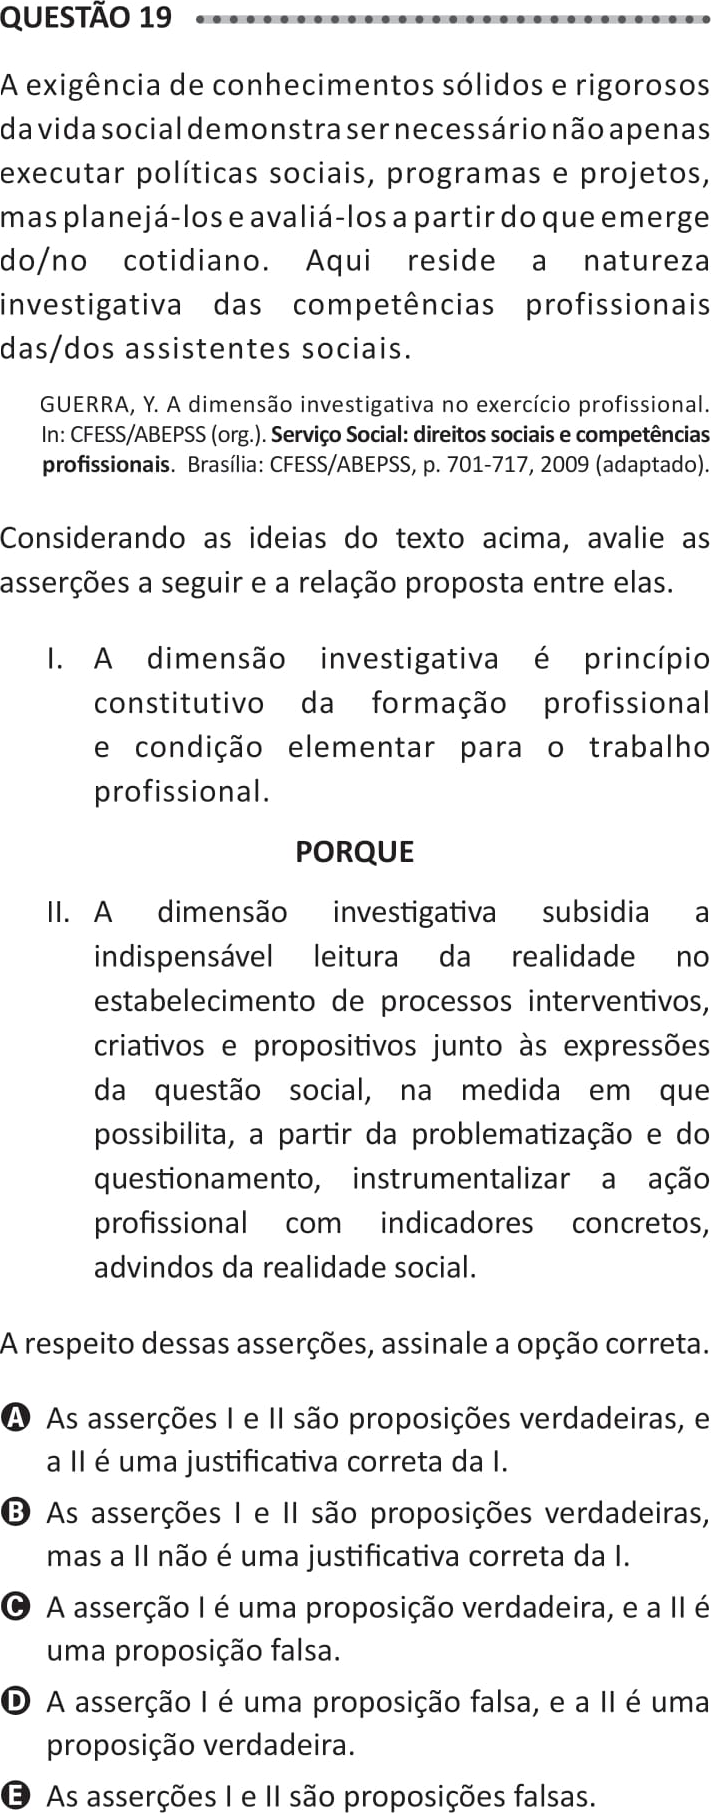 QUESTÃO 19
A exigência de conhecimentos sólidos e rigorosos
da vida social demonstra ser necessário não apenas
executar políticas sociais, programas e projetos,
mas planejá-los e avaliá-los a partir do que emerge
do/no cotidiano. Aqui reside a natureza
investigativa das competências profissionais
das/dos assistentes sociais.
GUERRA, Y. A dimensão investigativa no exercício profissional.
In: CFESS/ABEPSS (org.). Serviço Social: direitos sociais e competências
profissionais. Brasília: CFESS/ABEPSS, p. 701-717, 2009 (adaptado).
Considerando as ideias do texto acima, avalie as
asserções a seguir e a relação proposta entre elas.
I. A dimensão investigativa é princípio
constitutivo da formação profissional
e condição elementar para o trabalho
profissional.
PORQUE
II. A dimensão investigativa subsidia a
indispensável leitura da realidade no
estabelecimento de processos interventivos,
criativos e propositivos junto às expressões
da questão social, na medida em que
possibilita, a partir da problematização e do
questionamento, instrumentalizar a ação
profissional com indicadores concretos,
advindos da realidade social.
A respeito dessas asserções, assinale a opção correta.
A As asserções I e II são proposições verdadeiras, e
a II é uma justificativa correta da I.
B As asserções I e II são proposições verdadeiras,
mas a II não é uma justificativa correta da I.
C A asserção I é uma proposição verdadeira, e a II é
uma proposição falsa.
D A asserção I é uma proposição falsa, e a II é uma
proposição verdadeira.
E As asserções I e II são proposições falsas.